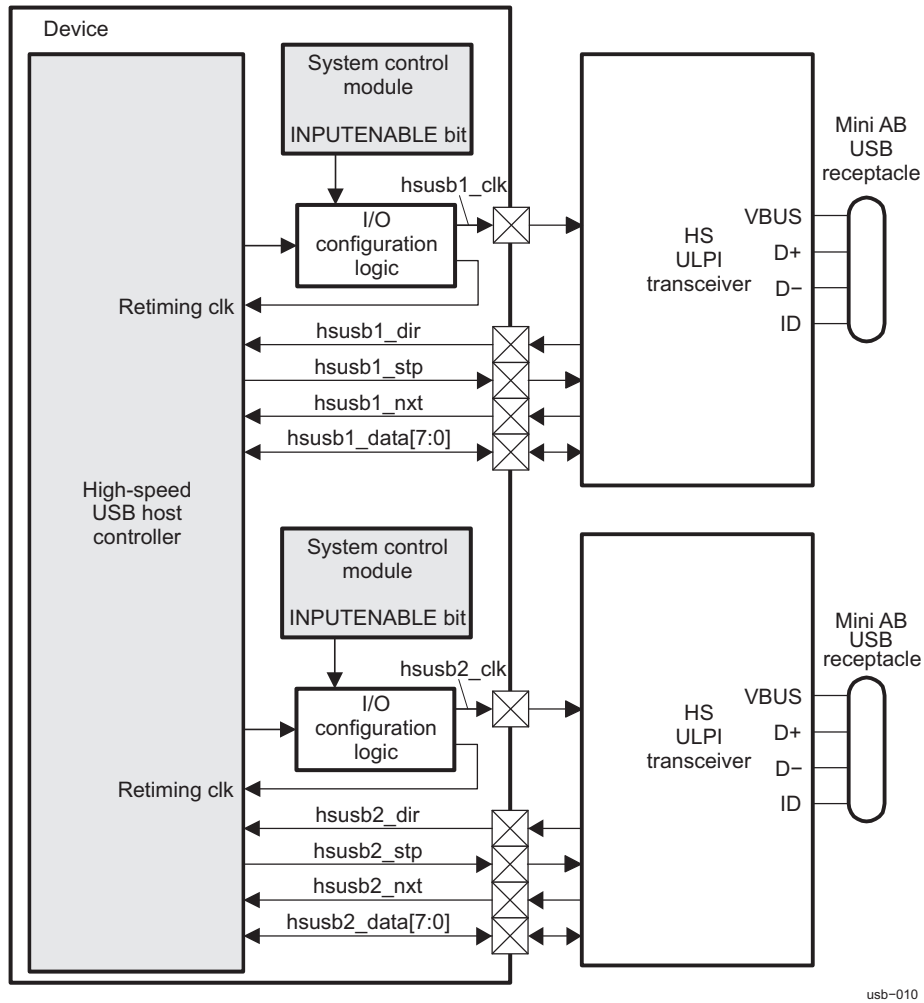 Device
System control
module
INPUTENABLE bit
hsusb1_clk
I/O
configuration
logic
Retiming clk
hsusb1_dir
hsusb1_stp
hsusb1_nxt
hsusb1_data[7:0]
HS
ULPI
transceiver
VBUS
D+
D−
ID
Mini AB
USB
receptacle
High-speed
USB host
controller
System control
module
INPUTENABLE bit
hsusb2_clk
I/O
configuration
logic
Retiming clk
hsusb2_dir
hsusb2_stp
hsusb2_nxt
hsusb2_data[7:0]
HS
ULPI
transceiver
VBUS
D+
D−
ID
Mini AB
USB
receptacle
usb−010